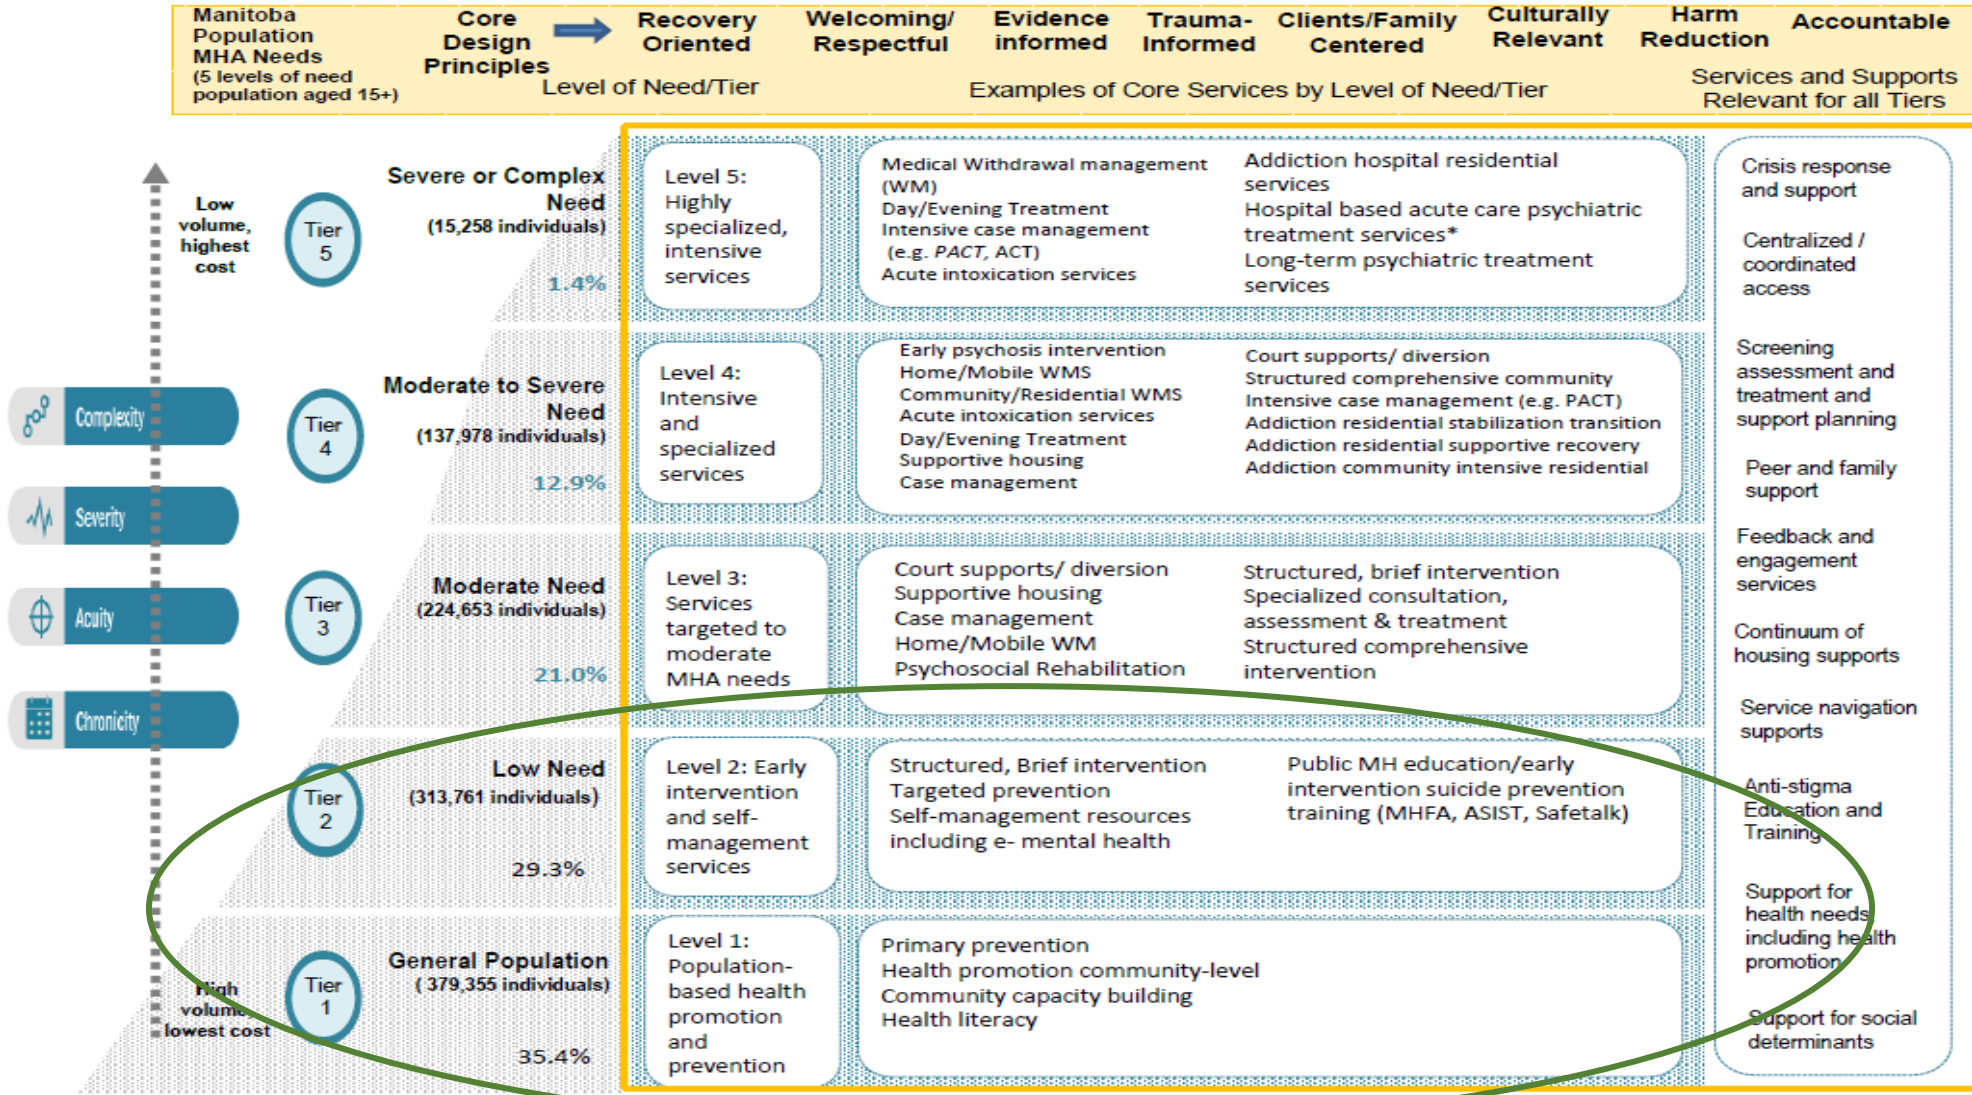 Manitoba
Population
MHA Needs
(5 levels of need
population aged 15+)
Core
Design
Principles
Recovery
Oriented
Welcoming/
Respectful
Evidence
informed
Trauma-
Informed
Clients/Family
Centered
Culturally
Relevant
Harm
Reduction
Accountable
Level of Need/Tier
Examples of Core Services by Level of Need/Tier
Services and Supports
Relevant for all Tiers
Low
volume,
highest
cost
Tier
5
Severe or Complex
Need
(15,258 individuals)
1.4%
Level 5:
Highly
specialized,
intensive
services
Medical Withdrawal management
(WM)
Day/Evening Treatment
Intensive case management
(e.g. PACT, ACT)
Acute intoxication services
Addiction hospital residential
services
Hospital based acute care psychiatric
treatment services*
Long-term psychiatric treatment
services
Complexity
Severity
Acuity
Chronicity
Tier
4
Moderate to Severe
Need
(137,978 individuals)
12.9%
Level 4:
Intensive
and
specialized
services
Early psychosis intervention
Home/Mobile WMS
Community/Residential WMS
Acute intoxication services
Day/Evening Treatment
Supportive housing
Case management
Court supports/ diversion
Structured comprehensive community
Intensive case management (e.g. PACT)
Addiction residential stabilization transition
Addiction residential supportive recovery
Addiction community intensive residential
Tier
3
Moderate Need
(224,653 individuals)
21.0%
Level 3:
Services
targeted to
moderate
MHA needs
Court supports/ diversion
Supportive housing
Case management
Home/Mobile WM
Psychosocial Rehabilitation
Structured, brief intervention
Specialized consultation,
assessment & treatment
Structured comprehensive
intervention
Tier
2
Low Need
(313,761 individuals)
29.3%
Level 2: Early
intervention
and self-
management
services
Structured, Brief intervention
Targeted prevention
Self-management resources
including e- mental health
Public MH education/early
intervention suicide prevention
training (MHFA, ASIST, Safetalk)
High
volume,
lowest cost
Tier
1
General Population
( 379,355 individuals)
35.4%
Level 1:
Population-
based health
promotion
and
prevention
Primary prevention
Health promotion community-level
Community capacity building
Health literacy
Crisis response
and support
Centralized /
coordinated
access
Screening
assessment and
treatment and
support planning
Peer and family
support
Feedback and
engagement
services
Continuum of
housing supports
Service navigation
supports
Anti-stigma
Education and
Training
Support for
health needs
including health
promotion
Support for social
determinants